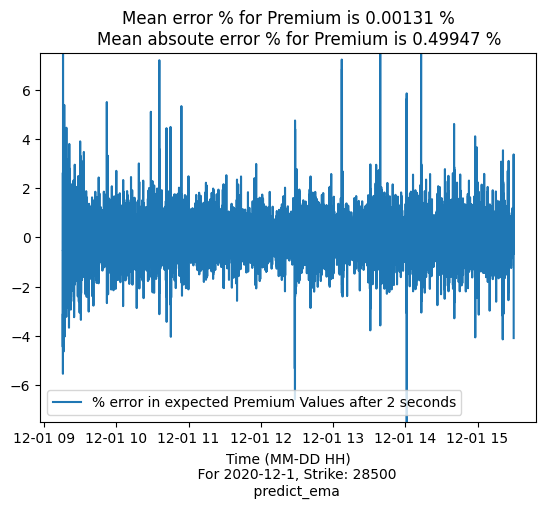 Mean error % for Premium is 0.00131 %
Mean absoute error % for Premium is 0.49947 %
6
4
2
0
−2
−4
−6
% error in expected Premium Values after 2 seconds
12-01 09 12-01 10 12-01 11 12-01 12 12-01 13 12-01 14 12-01 15
Time (MM-DD HH)
For 2020-12-1, Strike: 28500
predict_ema